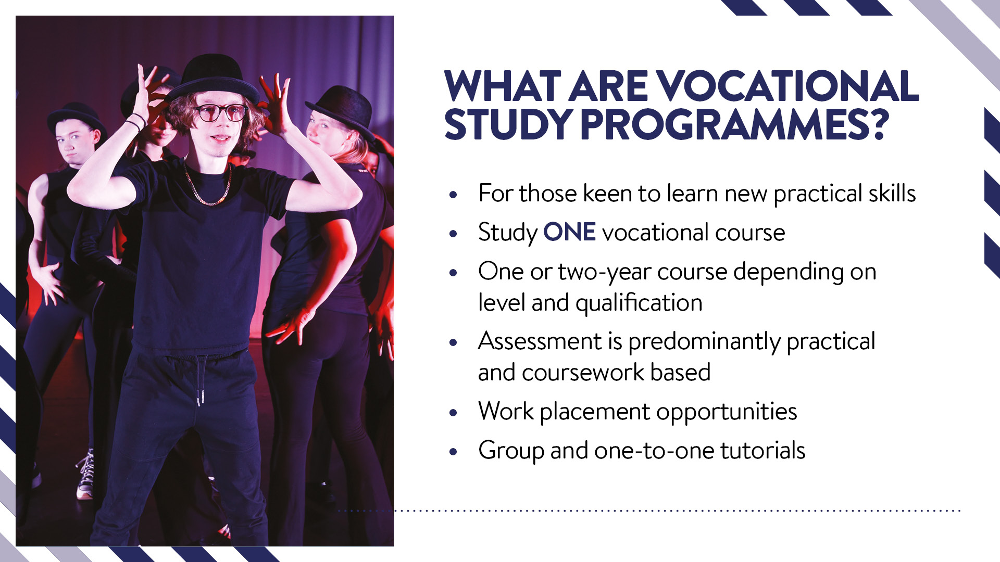 WHAT ARE VOCATIONAL
STUDY PROGRAMMES?
• For those keen to learn new practical skills
• Study ONE vocational course
• One or two-year course depending on
level and qualification
• Assessment is predominantly practical
and coursework based
• Work placement opportunities
• Group and one-to-one tutorials